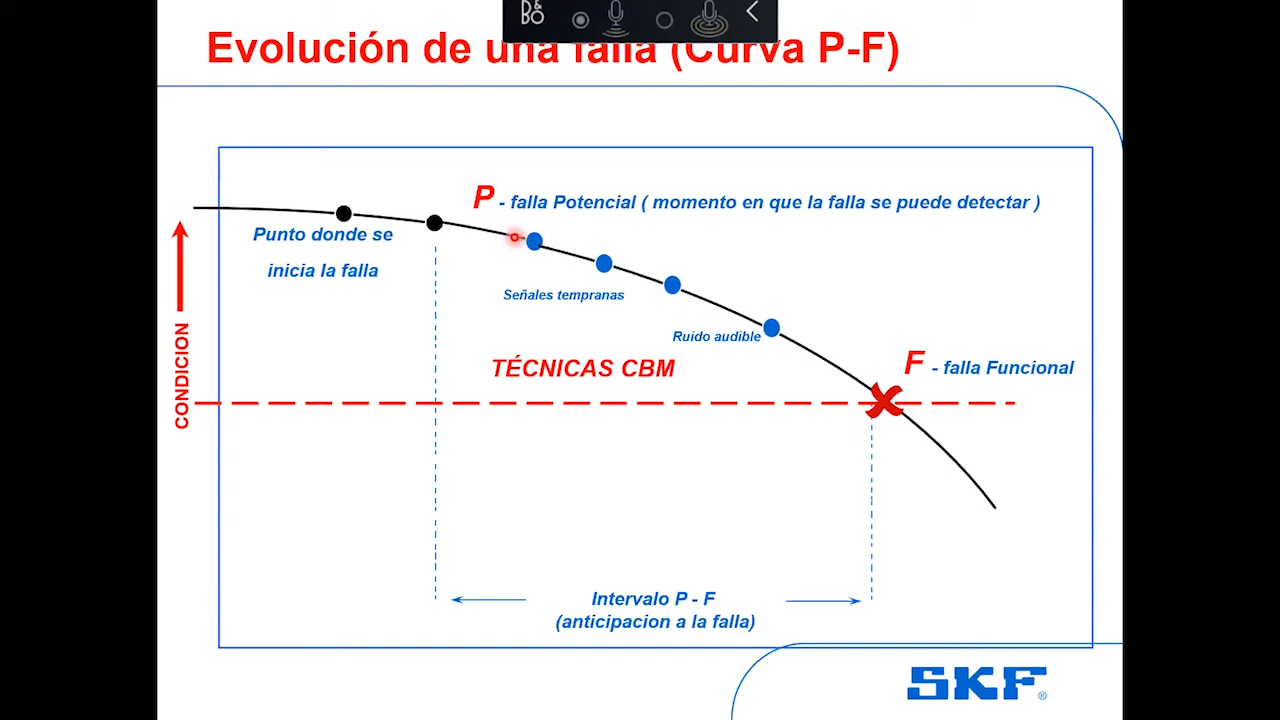 D&BO
Evolución de una falla (Curva P-F)
P - falla Potencial ( momento en que la falla se puede detectar )
Punto donde se
inicia la falla
Señales tempranas
Ruido audible
TÉCNICAS CBM
F - falla Funcional
CONDICION
Intervalo P - F
(anticipacion a la falla)
SKF®